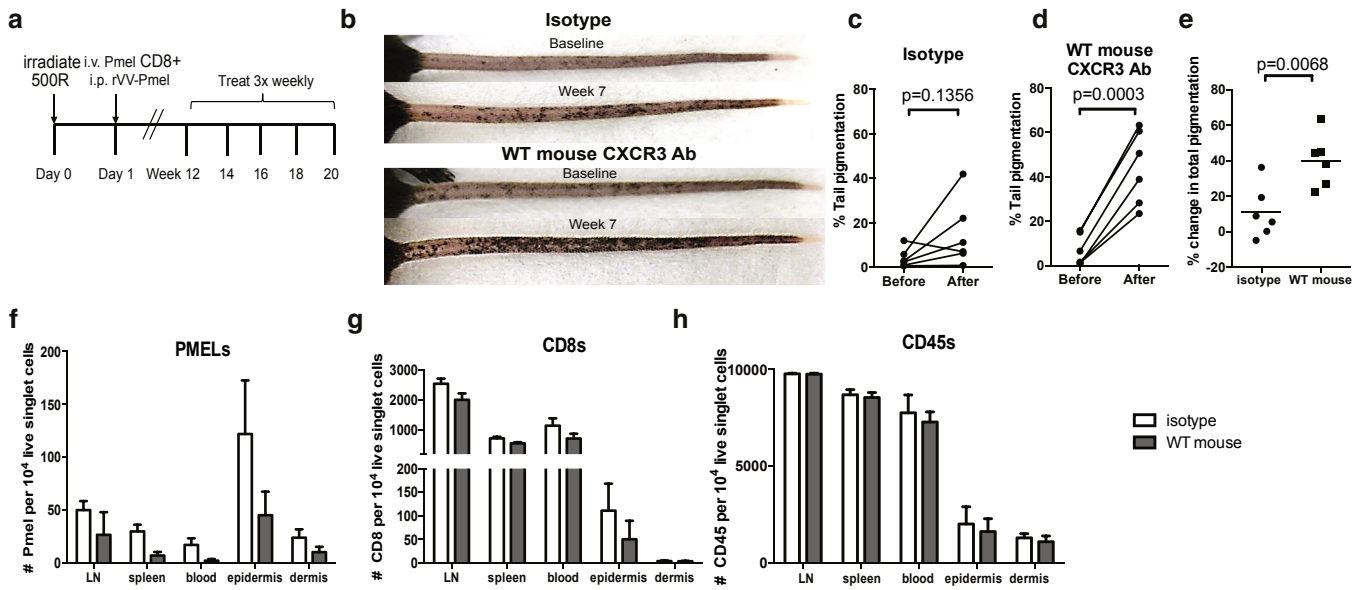 a
irradiate
500R
i.v. Pmel CD8+
i.p. rVV-Pmel
Treat 3x weekly
Day 0
Day 1
Week 12
14
16
18
20
b
Isotype
Baseline
Week 7
WT mouse CXCR3 Ab
Baseline
Week 7
c
Isotype
p=0.1356
% Tail pigmentation
80
60
40
20
0
Before
After
d
WT mouse
CXCR3 Ab
p=0.0003
% Tail pigmentation
80
60
40
20
0
Before
After
e
p=0.0068
% change in total pigmentation
80
60
40
20
0
-20
isotype
WT mouse
f
PMELs
# Pmel per 10⁴ live singlet cells
200
150
100
50
0
LN
spleen
blood
epidermis
dermis
g
CD8s
# CD8 per 10⁴ live singlet cells
3000
2000
1000
200
150
100
50
0
LN
spleen
blood
epidermis
dermis
h
CD45s
# CD45 per 10⁴ live singlet cells
10000
5000
0
LN
spleen
blood
epidermis
dermis
isotype
WT mouse